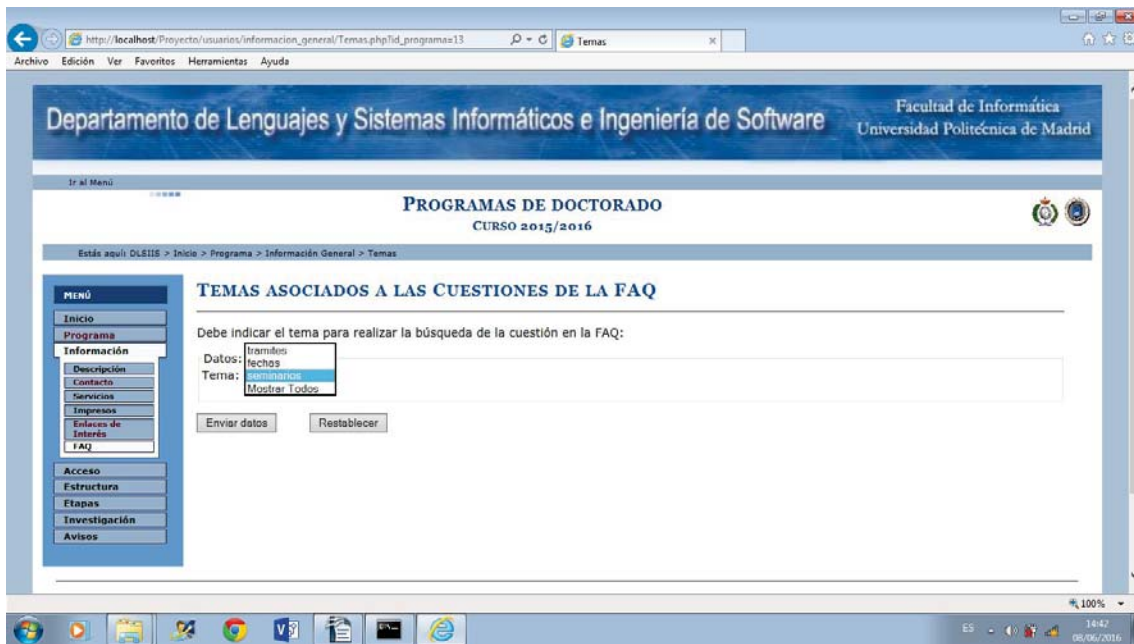 http://localhost/Proyecto/usuarios/informacion_general/Temas.php?id_programa=13
Temas
Archivo Edición Ver Favoritos Herramientas Ayuda
Departamento de Lenguajes y Sistemas Informáticos e Ingeniería de Software
Facultad de Informática
Universidad Politécnica de Madrid
Ir al Menú
PROGRAMAS DE DOCTORADO
CURSO 2015/2016
Estás aquí: DLSIIS > Inicio > Programa > Información General > Temas
MENÚ
Inicio
Programa
Información
Descripción
Contacto
Servicios
Impresos
Enlaces de
Interés
FAQ
Acceso
Estructura
Etapas
Investigación
Avisos
TEMAS ASOCIADOS A LAS CUESTIONES DE LA FAQ
Debe indicar el tema para realizar la búsqueda de la cuestión en la FAQ:
Datos:
Tema:
tramites
fechas
seminarios
Mostrar Todos
Enviar datos Restablecer
100%
ES
14:42
08/06/2016